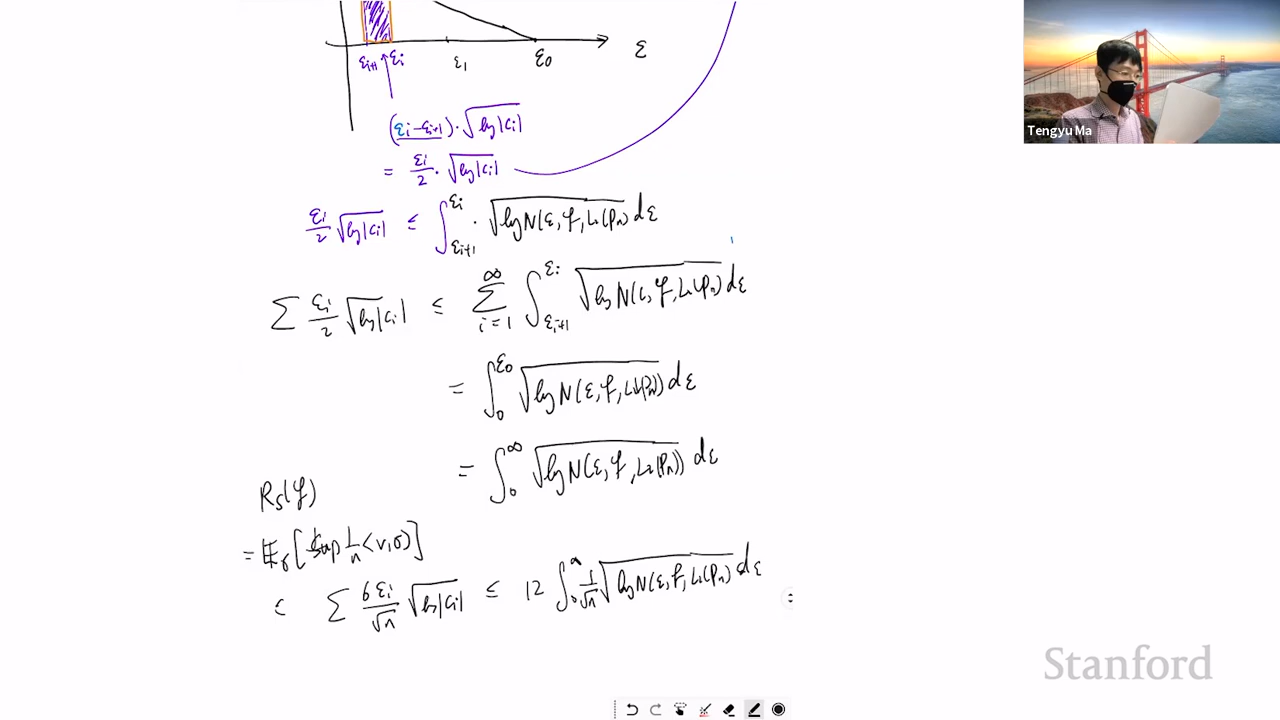 ε_{i+1} ε_i ε_1 ε_0 ε
(ε_i - ε_{i+1}) · √(log|C_i|)
= ε_i/2 · √(log|C_i|)
ε_i/2 √(log|C_i|) ≤ ∫_{ε_{i+1}}^{ε_i} · √(log N(ε, F, L_2(P_n)) dε
Σ ε_i/2 √(log|C_i|) ≤ Σ_{i=1}^{∞} ∫_{ε_{i+1}}^{ε_i} √(log N(ε, F, L_2(P_n)) dε
= ∫_0^{ε_0} √(log N(ε, F, L_2(P_n)) dε
= ∫_0^∞ √(log N(ε, F, L_2(P_n)) dε
R_S(F)
= E_σ[sup 1/n <v, σ>]
≤ Σ 6ε_i/√n √(log|C_i|) ≤ 12 ∫_0^∞ 1/√n √(log N(ε, F, L_2(P_n)) dε =
Tengyu Ma
Stanford